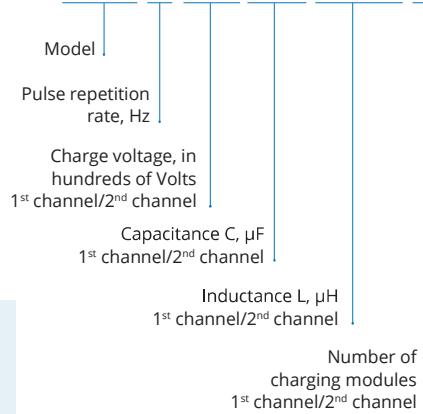 Model
Pulse repetition
rate, Hz
Charge voltage, in
hundreds of Volts
1st channel/2nd channel
Capacitance C, µF
1st channel/2nd channel
Inductance L, µH
1st channel/2nd channel
Number of
charging modules
1st channel/2nd channel